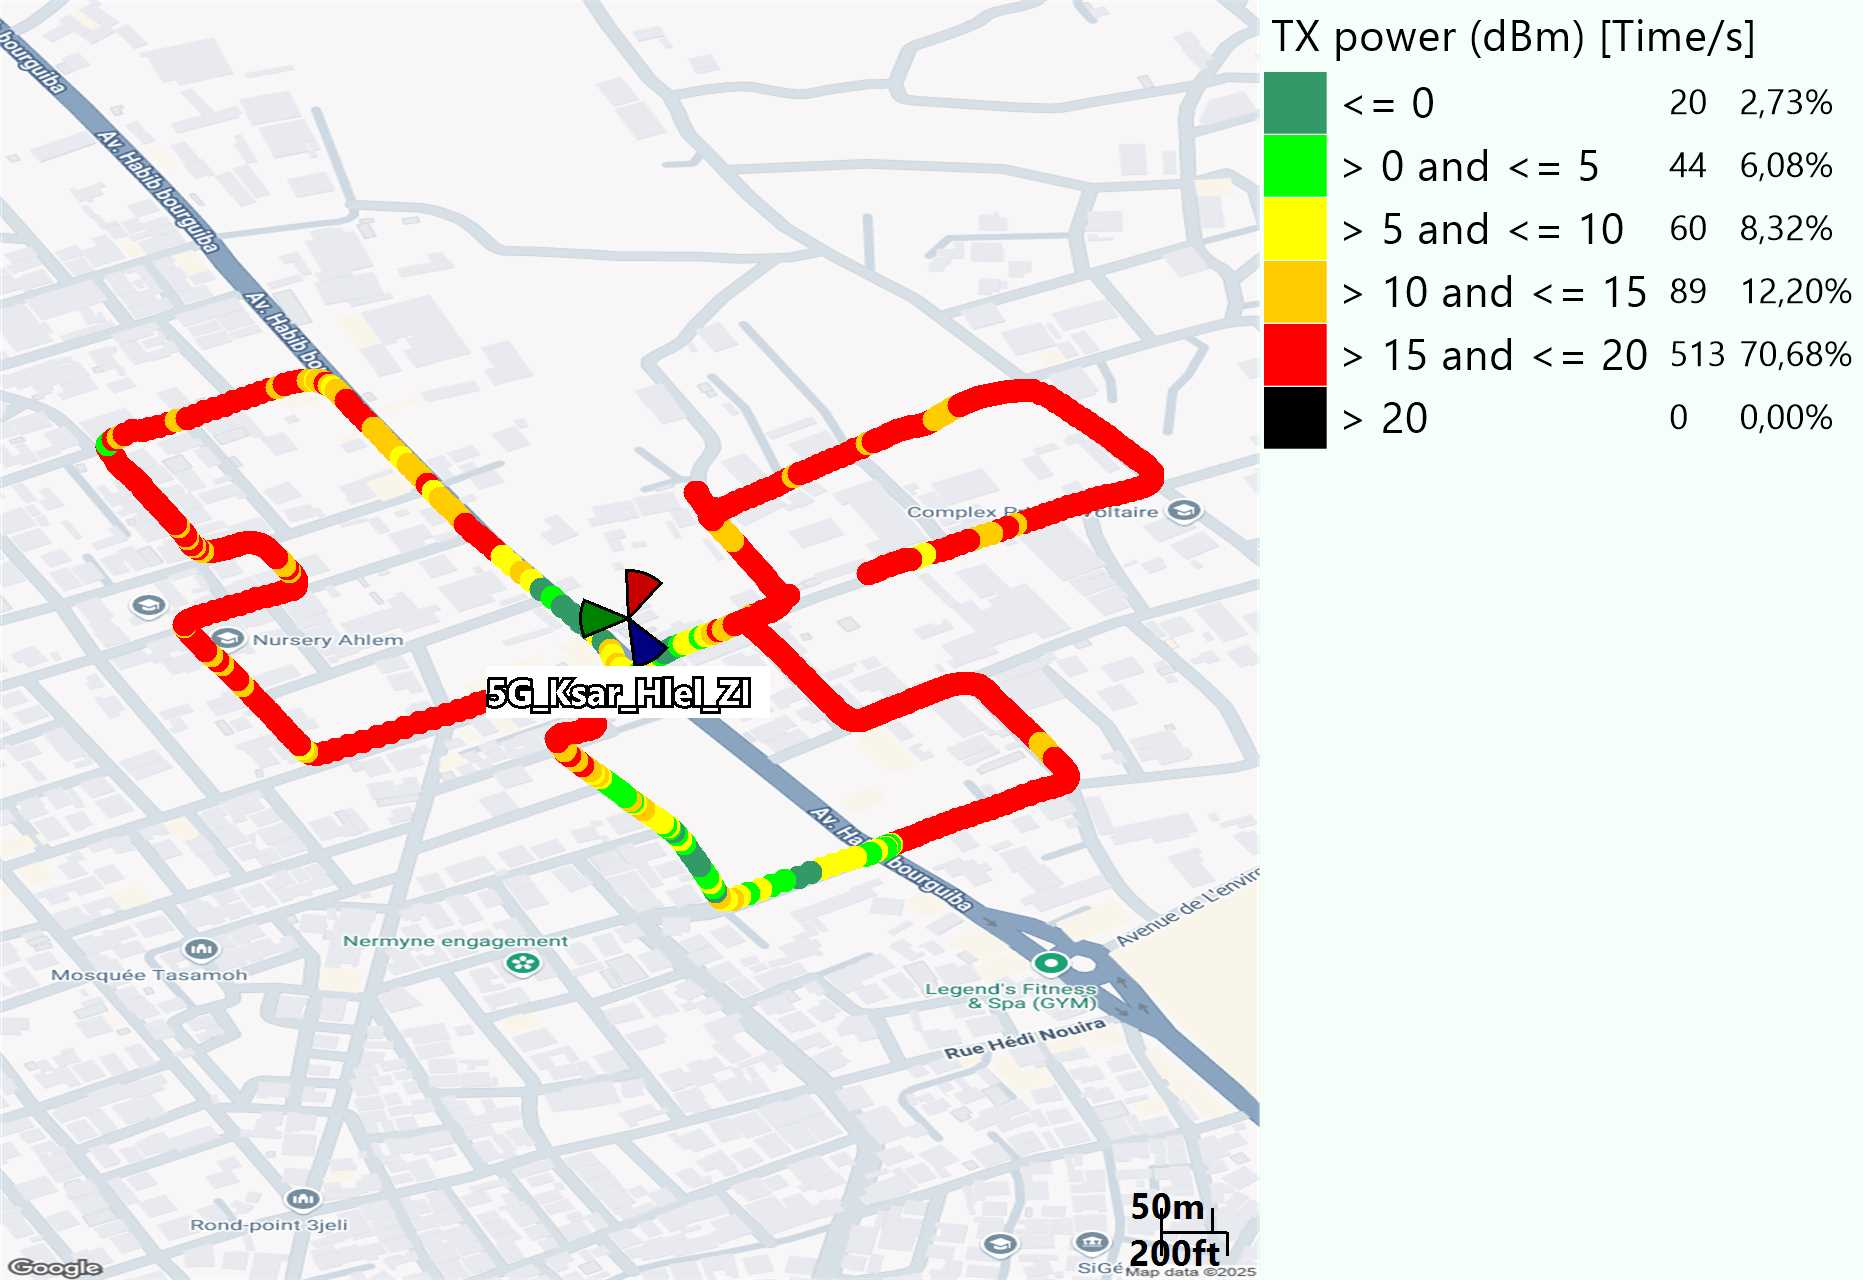 TX power (dBm) [Time/s]
<= 0 20 2,73%
> 0 and <= 5 44 6,08%
> 5 and <= 10 60 8,32%
> 10 and <= 15 89 12,20%
> 15 and <= 20 513 70,68%
> 20 0 0,00%
bourguiba
Av. Habib bourguiba
Av. Habib bo
Complex P
voltaire
Nursery Ahlem
5G_Ksar_Hlel_ZI
Av. Ha
bourguiba
Avenue de L'enviro
Nermyne engagement
Mosquée Tasamoh
Legend's Fitness
& Spa (GYM)
Rue Hédi Nouira
Rond-point 3jeli
50m
200ft
SiGé
Google
Map data ©2025